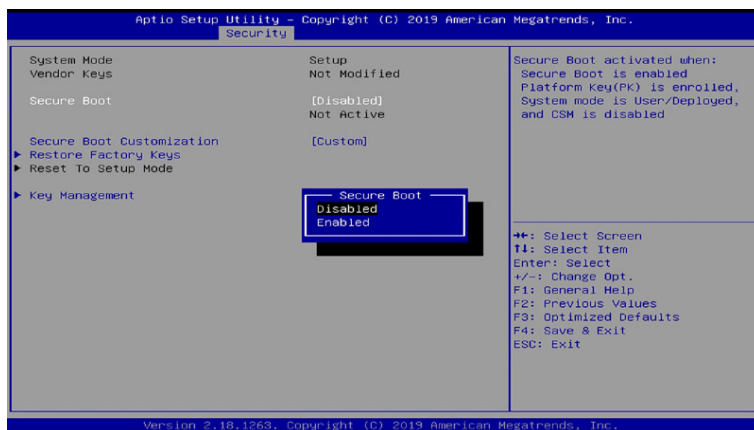 Aptio Setup Utility – Copyright (C) 2019 American Megatrends, Inc.
Security
System Mode Setup
Vendor Keys Not Modified
Secure Boot [Disabled]
Not Active
Secure Boot Customization [Custom]
Restore Factory Keys
Reset To Setup Mode
Key Management
Secure Boot
Disabled
Enabled
Secure Boot activated when:
Secure Boot is enabled
Platform Key(PK) is enrolled,
System mode is User/Deployed,
and CSM is disabled
→←: Select Screen
↑↓: Select Item
Enter: Select
+/-: Change Opt.
F1: General Help
F2: Previous Values
F3: Optimized Defaults
F4: Save & Exit
ESC: Exit
Version 2.18.1263. Copyright (C) 2019 American Megatrends, Inc.